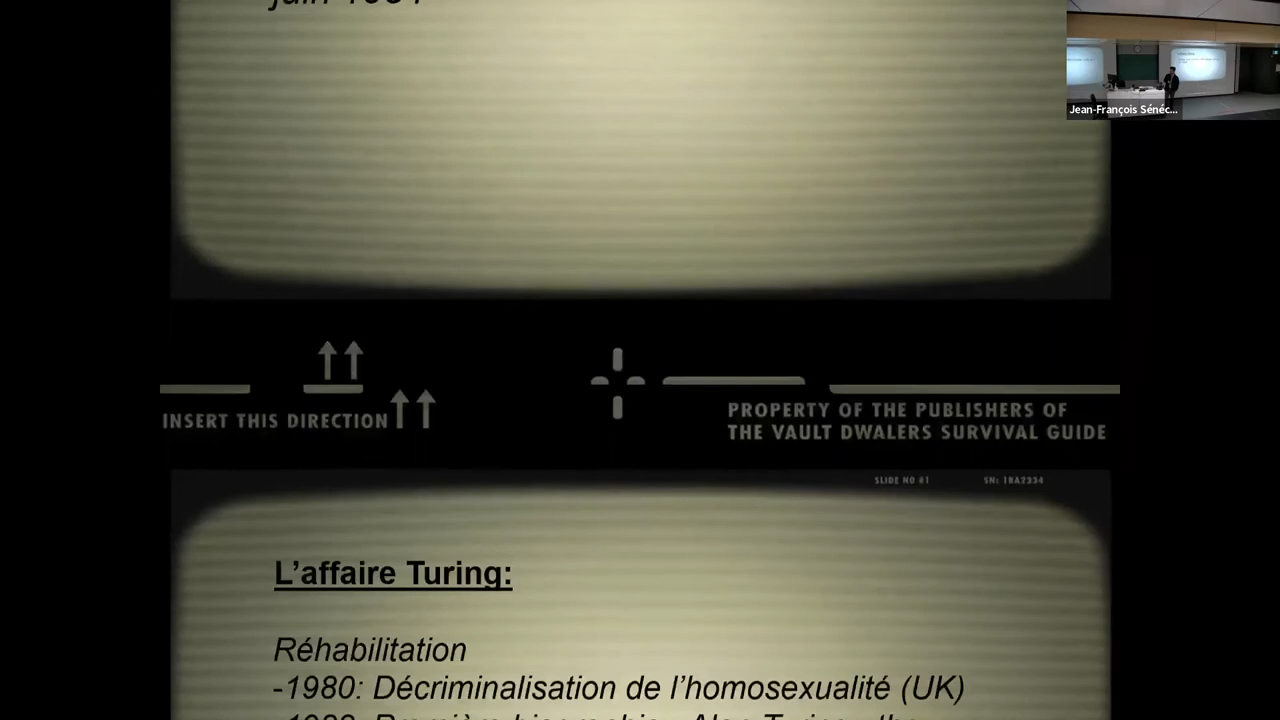 Jean-François Sénéc...
INSERT THIS DIRECTION
PROPERTY OF THE PUBLISHERS OF
THE VAULT DWALERS SURVIVAL GUIDE
SLIDE NO #1 SN: 1BA2334
L'affaire Turing:
Réhabilitation
-1980: Décriminalisation de l'homosexualité (UK)